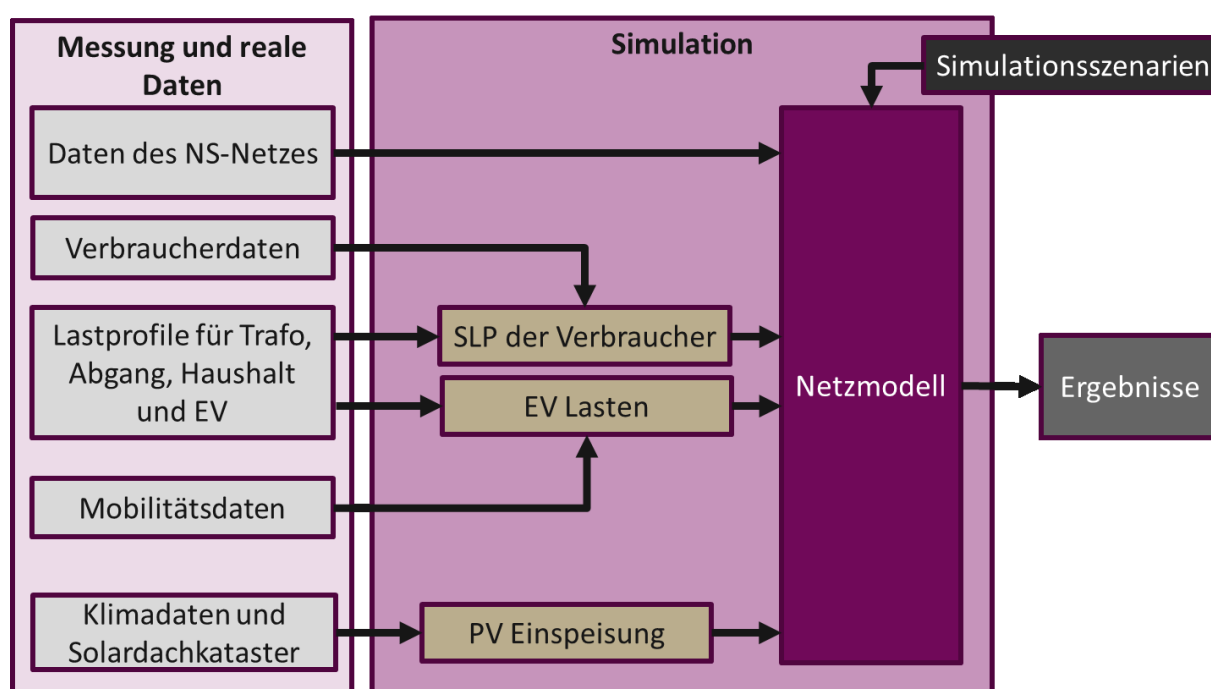 Messung und reale
Daten
Daten des NS-Netzes
Verbraucherdaten
Lastprofile für Trafo,
Abgang, Haushalt
und EV
Mobilitätsdaten
Klimadaten und
Solardachkataster
Simulation
SLP der Verbraucher
EV Lasten
PV Einspeisung
Netzmodell
Simulationsszenarien
Ergebnisse